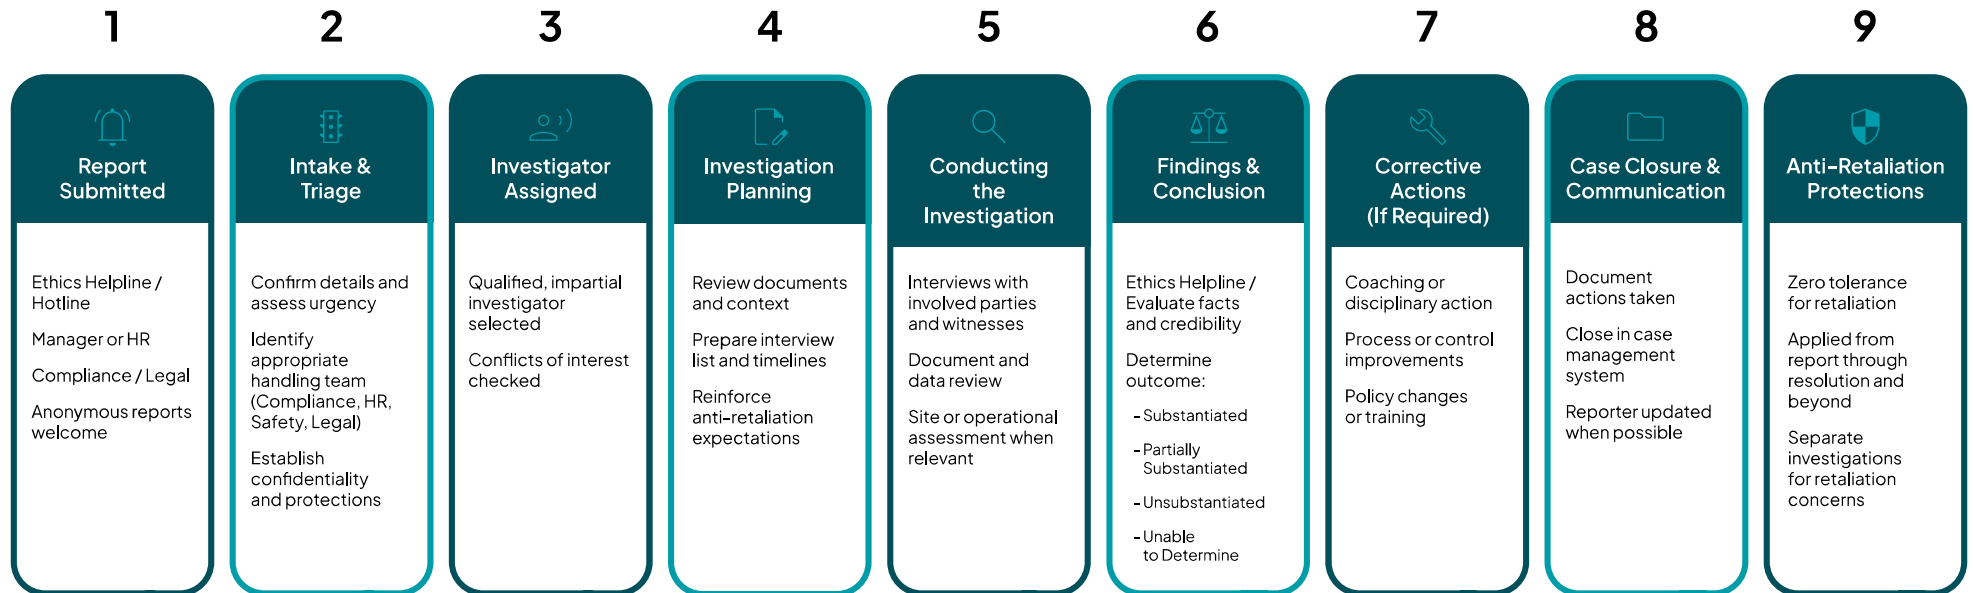 1
Report
Submitted
Ethics Helpline /
Hotline
Manager or HR
Compliance / Legal
Anonymous reports
welcome
2
Intake &
Triage
Confirm details and
assess urgency
Identify
appropriate
handling team
(Compliance, HR,
Safety, Legal)
Establish
confidentiality
and protections
3
Investigator
Assigned
Qualified, impartial
investigator
selected
Conflicts of interest
checked
4
Investigation
Planning
Review documents
and context
Prepare interview
list and timelines
Reinforce
anti-retaliation
expectations
5
Conducting
the
Investigation
Interviews with
involved parties
and witnesses
Document and
data review
Site or operational
assessment when
relevant
6
Findings &
Conclusion
Ethics Helpline /
Evaluate facts
and credibility
Determine
outcome:
- Substantiated
- Partially
Substantiated
- Unsubstantiated
- Unable
to Determine
7
Corrective
Actions
(If Required)
Coaching or
disciplinary action
Process or control
improvements
Policy changes
or training
8
Case Closure &
Communication
Document
actions taken
Close in case
management
system
Reporter updated
when possible
9
Anti-Retaliation
Protections
Zero tolerance
for retaliation
Applied from
report through
resolution and
beyond
Separate
investigations
for retaliation
concerns